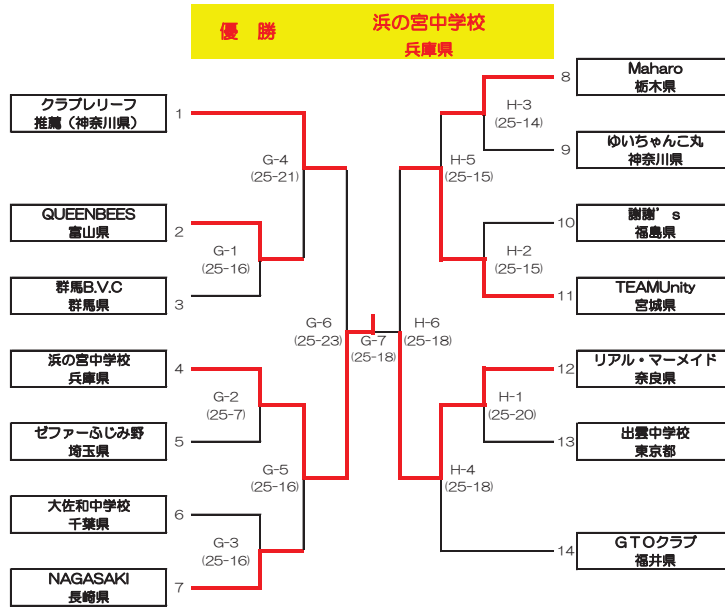 優 勝
浜の宮中学校
兵庫県
クラブレリーフ
推薦（神奈川県）
1
QUEENBEES
富山県
2
群馬B.V.C
群馬県
3
浜の宮中学校
兵庫県
4
ゼファーふじみ野
埼玉県
5
大佐和中学校
千葉県
6
NAGASAKI
長崎県
7
G-4
(25-21)
G-1
(25-16)
G-2
(25-7)
G-5
(25-16)
G-3
(25-16)
G-6
(25-23)
G-7
(25-18)
H-6
(25-18)
H-3
(25-14)
H-5
(25-15)
H-2
(25-15)
H-1
(25-20)
H-4
(25-18)
8
Maharo
栃木県
9
ゆいちゃんこ丸
神奈川県
10
謝謝’s
福島県
11
TEAMUnity
宮城県
12
リアル・マーメイド
奈良県
13
出雲中学校
東京都
14
GTOクラブ
福井県